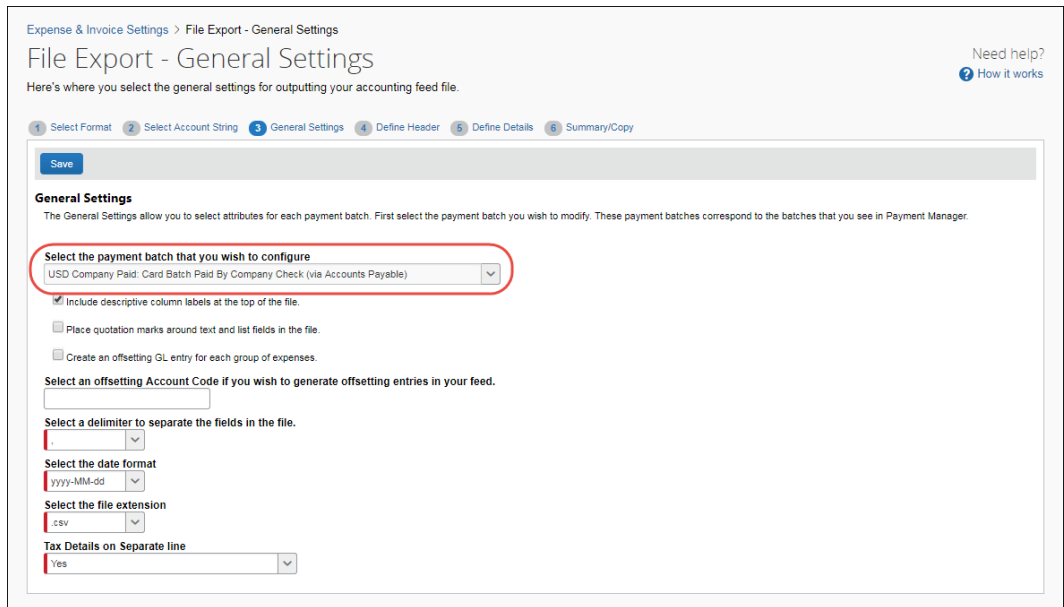 Expense & Invoice Settings > File Export - General Settings
File Export - General Settings
Need help?
? How it works
Here's where you select the general settings for outputting your accounting feed file.
1 Select Format 2 Select Account String 3 General Settings 4 Define Header 5 Define Details 6 Summary/Copy
Save
General Settings
The General Settings allow you to select attributes for each payment batch. First select the payment batch you wish to modify. These payment batches correspond to the batches that you see in Payment Manager.
Select the payment batch that you wish to configure
USD Company Paid: Card Batch Paid By Company Check (via Accounts Payable)
Include descriptive column labels at the top of the file.
Place quotation marks around text and list fields in the file.
Create an offsetting GL entry for each group of expenses.
Select an offsetting Account Code if you wish to generate offsetting entries in your feed.
Select a delimiter to separate the fields in the file.
,
Select the date format
yyyy-MM-dd
Select the file extension
.csv
Tax Details on Separate line
Yes